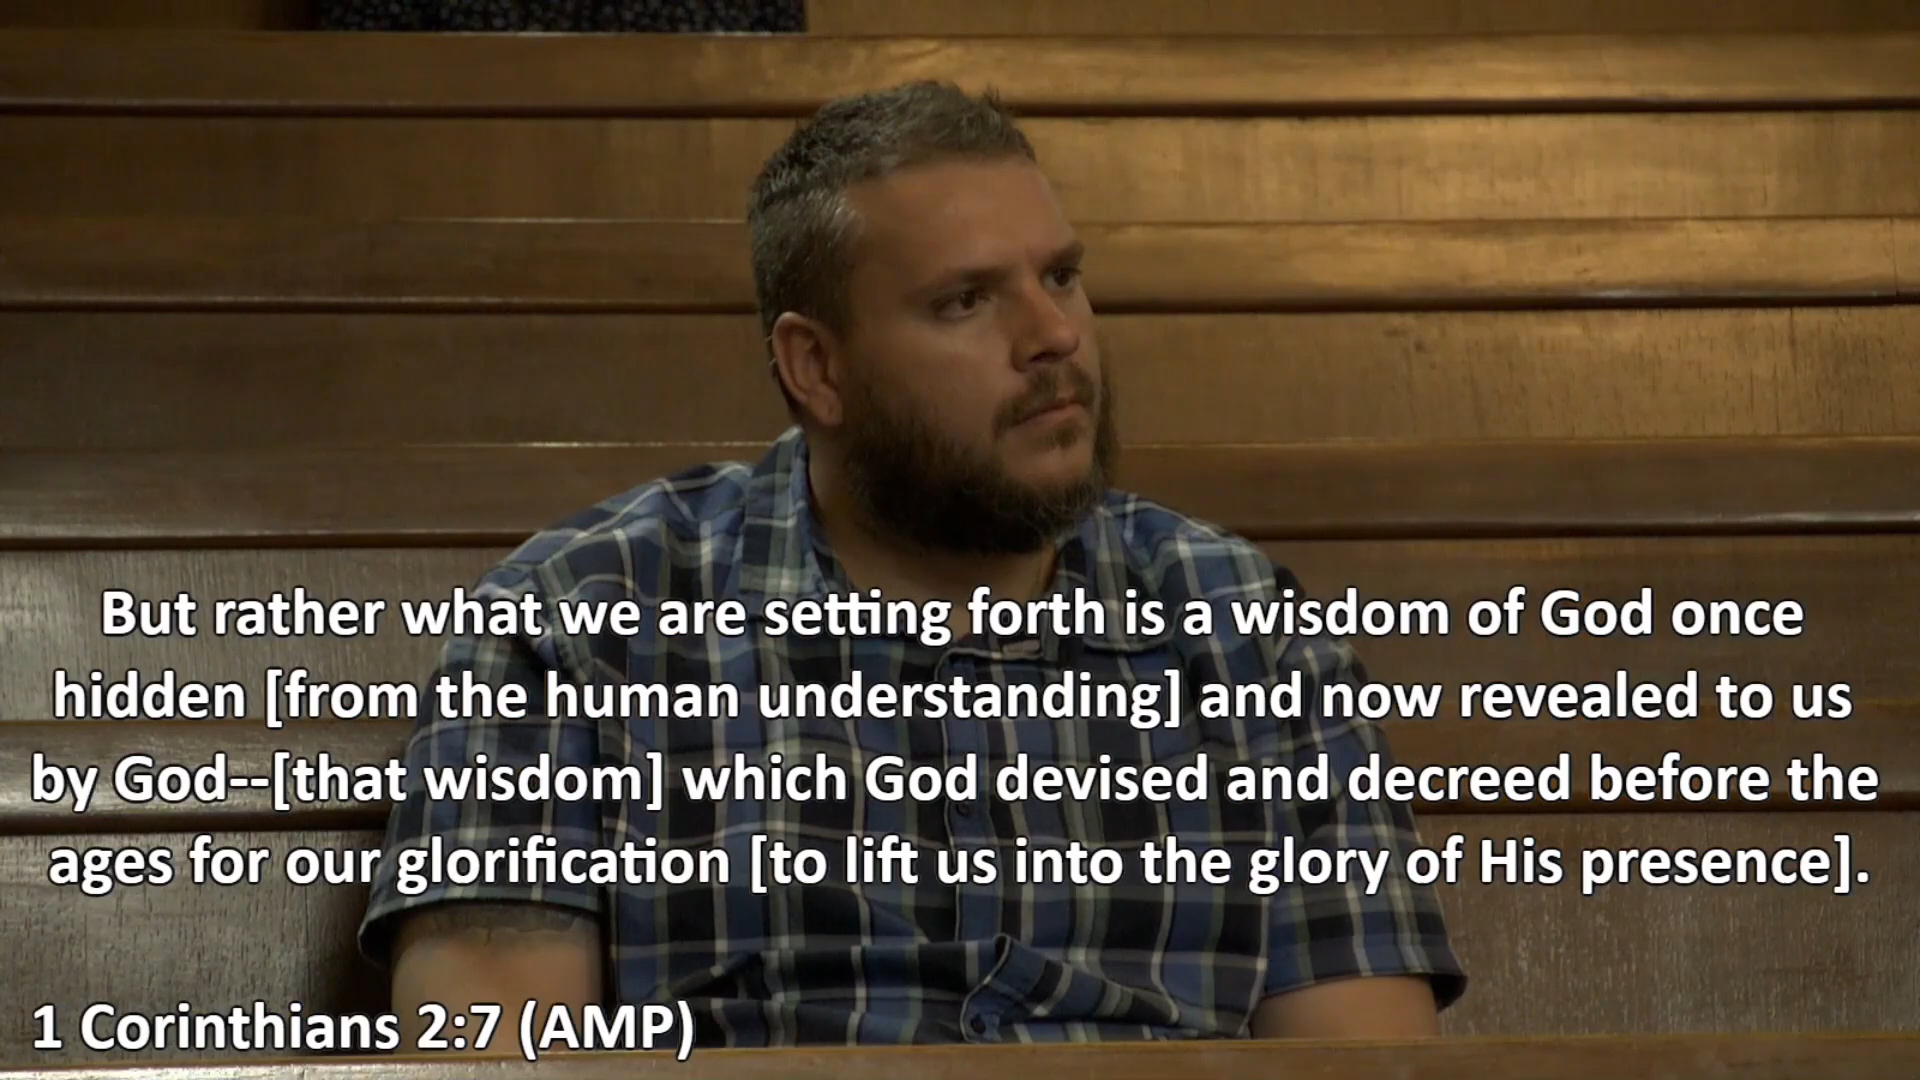 But rather what we are setting forth is a wisdom of God once
hidden [from the human understanding] and now revealed to us
by God--[that wisdom] which God devised and decreed before the
ages for our glorification [to lift us into the glory of His presence].
1 Corinthians 2:7 (AMP)